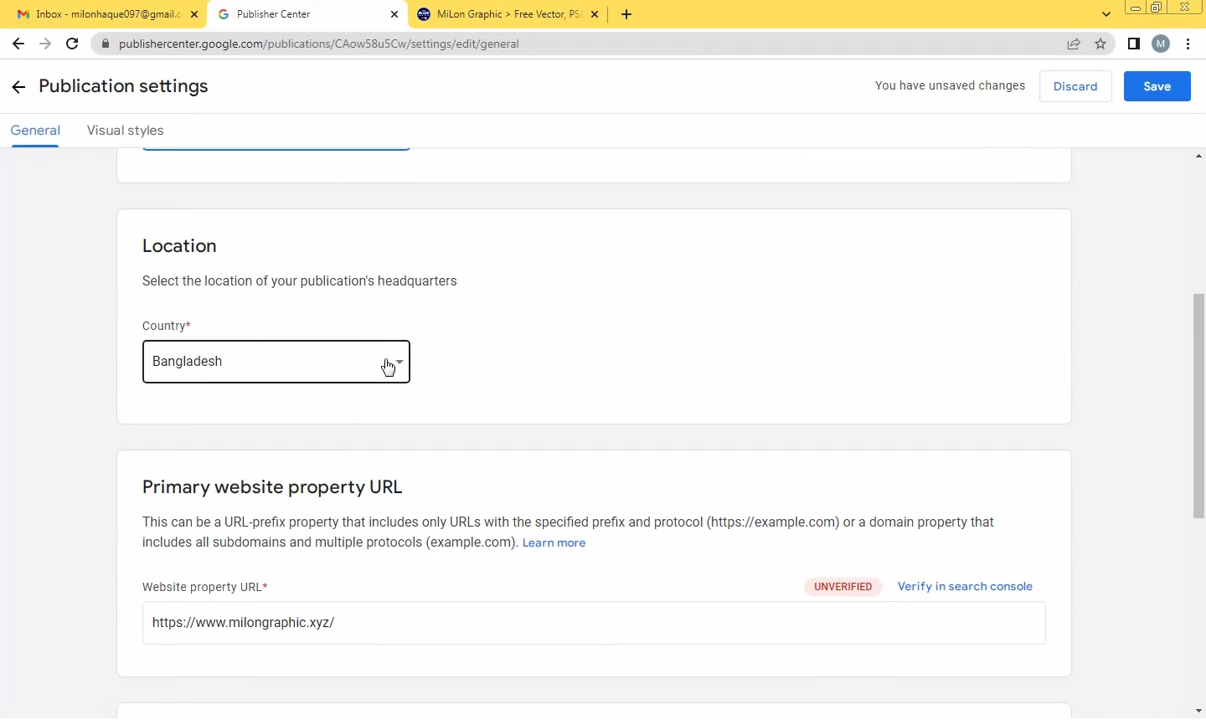 Inbox - milonhaque097@gmail.c
Publisher Center
MiLon Graphic > Free Vector, PS
publishercenter.google.com/publications/CAow58u5Cw/settings/edit/general
M
Publication settings
You have unsaved changes
Discard
Save
General
Visual styles
Location
Select the location of your publication's headquarters
Country*
Bangladesh
Primary website property URL
This can be a URL-prefix property that includes only URLs with the specified prefix and protocol (https://example.com) or a domain property that
includes all subdomains and multiple protocols (example.com). Learn more
Website property URL*
UNVERIFIED
Verify in search console
https://www.milongraphic.xyz/